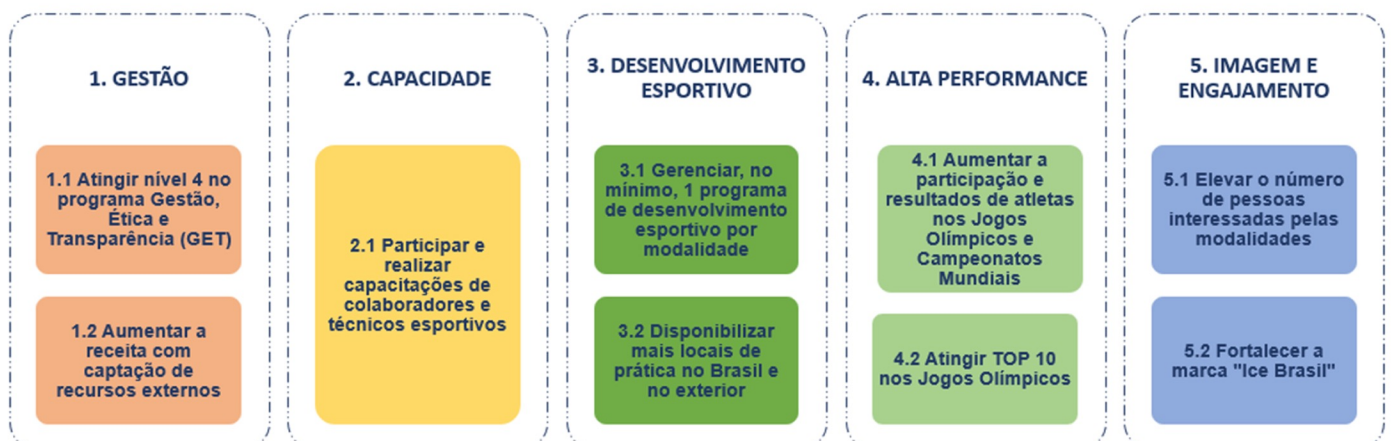 1. GESTÃO
1.1 Atingir nível 4 no
programa Gestão,
Ética e
Transparência (GET)
1.2 Aumentar a
receita com
captação de
recursos externos
2. CAPACIDADE
2.1 Participar e
realizar
capacitações de
colaboradores e
técnicos esportivos
3. DESENVOLVIMENTO
ESPORTIVO
3.1 Gerenciar, no
mínimo, 1 programa
de desenvolvimento
esportivo por
modalidade
3.2 Disponibilizar
mais locais de
prática no Brasil e
no exterior
4. ALTA PERFORMANCE
4.1 Aumentar a
participação e
resultados de atletas
nos Jogos
Olímpicos e
Campeonatos
Mundiais
4.2 Atingir TOP 10
nos Jogos Olímpicos
5. IMAGEM E
ENGAJAMENTO
5.1 Elevar o número
de pessoas
interessadas pelas
modalidades
5.2 Fortalecer a
marca "Ice Brasil"